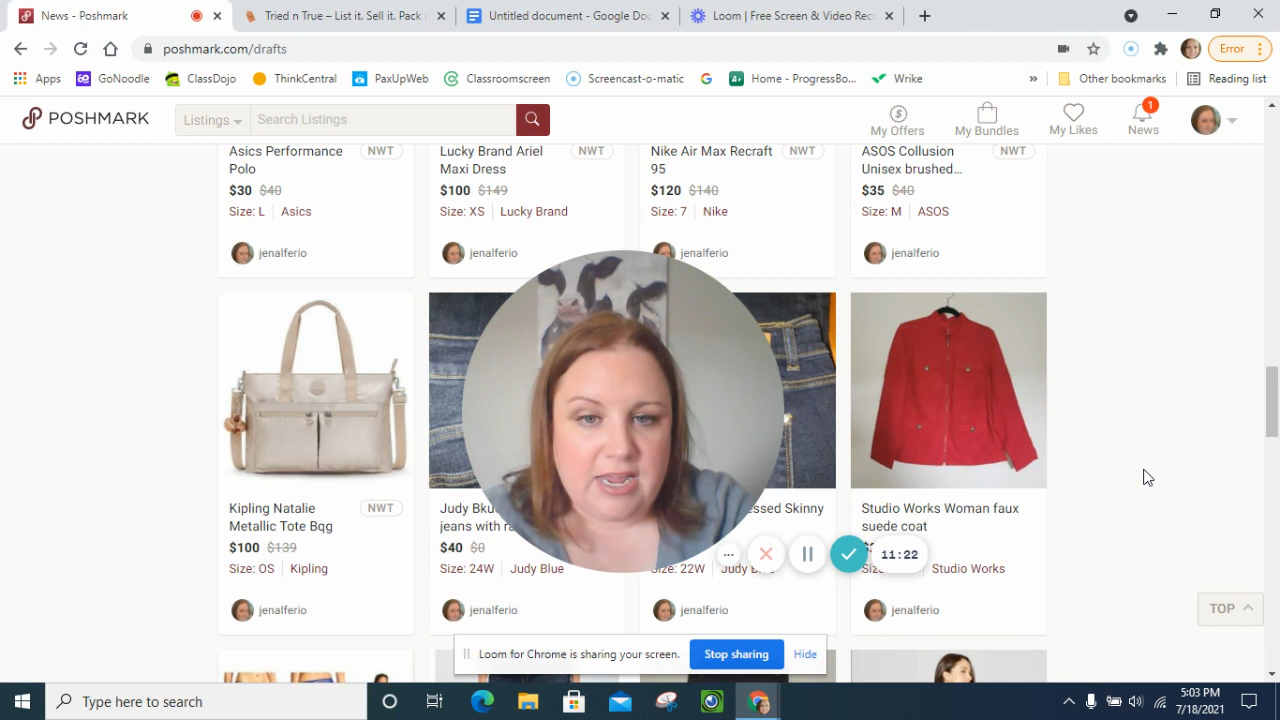 News - Poshmark
Tried n True – List it. Sell it. Pack it
Untitled document - Google Doc
Loom | Free Screen & Video Rec
poshmark.com/drafts
Error
Apps
GoNoodle
ClassDojo
ThinkCentral
PaxUpWeb
Classroomscreen
Screencast-o-matic
Home - ProgressBo...
Wrike
»
Other bookmarks
Reading list
POSHMARK
Listings
Search Listings
My Offers
My Bundles
My Likes
1
News
Asics Performance
Polo
NWT
$30 $40
Size: L Asics
jenalferio
Lucky Brand Ariel
Maxi Dress
NWT
$100 $149
Size: XS Lucky Brand
jenalferio
Nike Air Max Recraft
95
NWT
$120 $140
Size: 7 Nike
jenalferio
ASOS Collusion
Unisex brushed...
NWT
$35 $40
Size: M ASOS
jenalferio
Kipling Natalie
Metallic Tote Bqg
NWT
$100 $139
Size: OS Kipling
jenalferio
Judy Bkue
jeans with
$40 $0
Size: 24W Judy Blue
jenalferio
Skinny
Size: 22W Judy
jenalferio
Studio Works Woman faux
suede coat
Studio Works
jenalferio
11:22
TOP
Loom for Chrome is sharing your screen.
Stop sharing
Hide
Type here to search
5:03 PM
7/18/2021